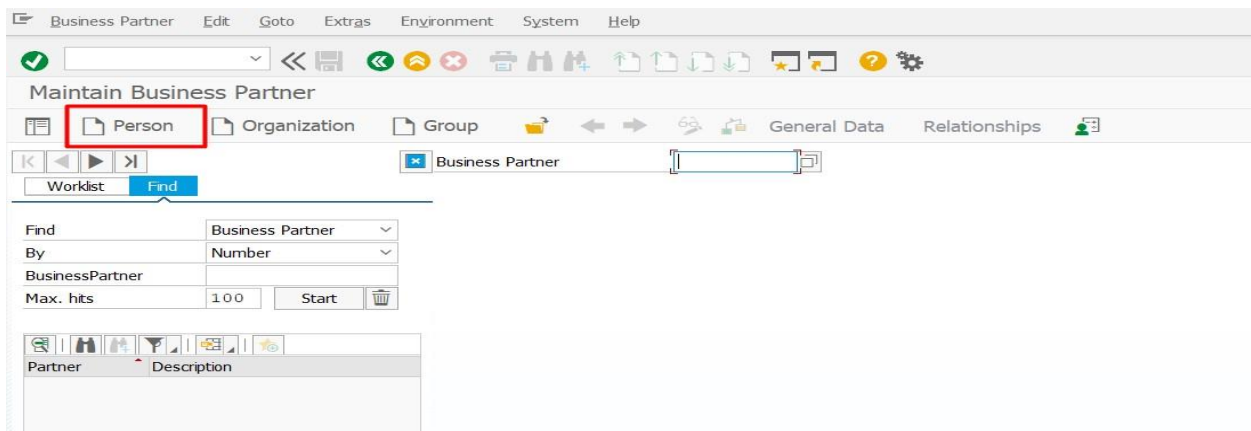 Business Partner Edit Goto Extras Environment System Help
Maintain Business Partner
Person Organization Group General Data Relationships
Business Partner
Worklist Find
Find Business Partner
By Number
BusinessPartner
Max. hits 100 Start
Partner Description